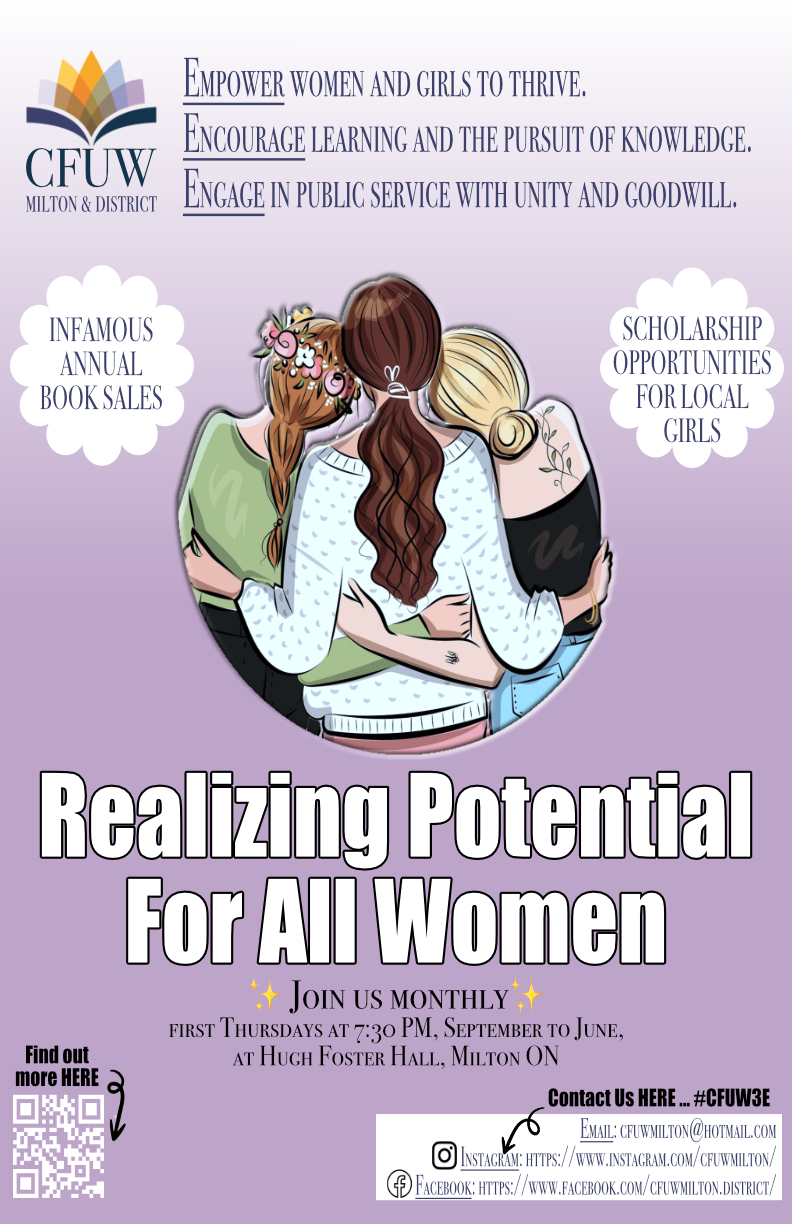 CFUW
MILTON & DISTRICT
EMPOWER WOMEN AND GIRLS TO THRIVE.
ENCOURAGE LEARNING AND THE PURSUIT OF KNOWLEDGE.
ENGAGE IN PUBLIC SERVICE WITH UNITY AND GOODWILL.
INFAMOUS
ANNUAL
BOOK SALES
SCHOLARSHIP
OPPORTUNITIES
FOR LOCAL
GIRLS
Realizing Potential
For All Women
✨ JOIN US MONTHLY ✨
FIRST THURSDAYS AT 7:30 PM, SEPTEMBER TO JUNE,
AT HUGH FOSTER HALL, MILTON ON
Find out
more HERE
Contact Us HERE ... #CFUW3E
EMAIL: CFUWMILTON@HOTMAIL.COM
INSTAGRAM: HTTPS://WWW.INSTAGRAM.COM/CFUWMILTON/
FACEBOOK: HTTPS://WWW.FACEBOOK.COM/CFUWMILTON.DISTRICT/